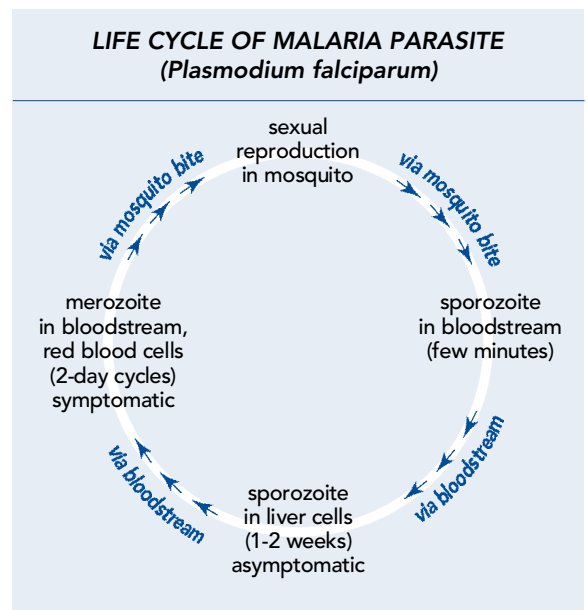 LIFE CYCLE OF MALARIA PARASITE
(Plasmodium falciparum)
sexual
reproduction
in mosquito
via mosquito bite
sporozoite
in bloodstream
(few minutes)
via bloodstream
sporozoite
in liver cells
(1-2 weeks)
asymptomatic
via bloodstream
merozoite
in bloodstream,
red blood cells
(2-day cycles)
symptomatic
via mosquito bite